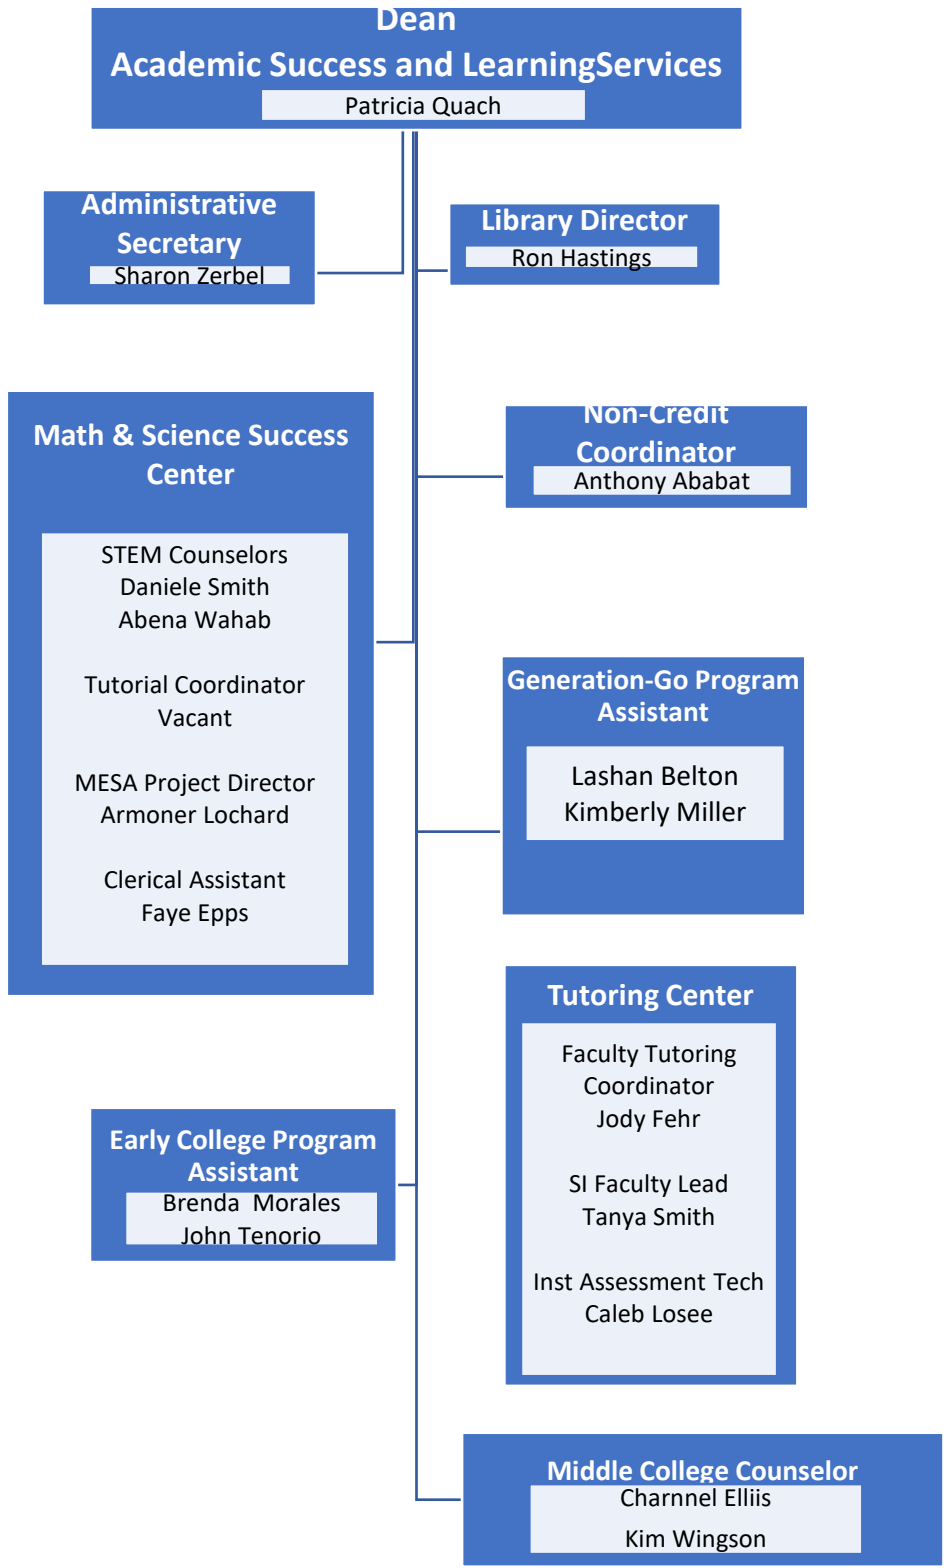 Dean
Academic Success and LearningServices
Patricia Quach
Administrative
Secretary
Sharon Zerbel
Library Director
Ron Hastings
Math & Science Success
Center
STEM Counselors
Daniele Smith
Abena Wahab
Tutorial Coordinator
Vacant
MESA Project Director
Armoner Lochard
Clerical Assistant
Faye Epps
Non-Credit
Coordinator
Anthony Ababat
Generation-Go Program
Assistant
Lashan Belton
Kimberly Miller
Tutoring Center
Faculty Tutoring
Coordinator
Jody Fehr
SI Faculty Lead
Tanya Smith
Inst Assessment Tech
Caleb Losee
Early College Program
Assistant
Brenda Morales
John Tenorio
Middle College Counselor
Charnnel Elliis
Kim Wingson